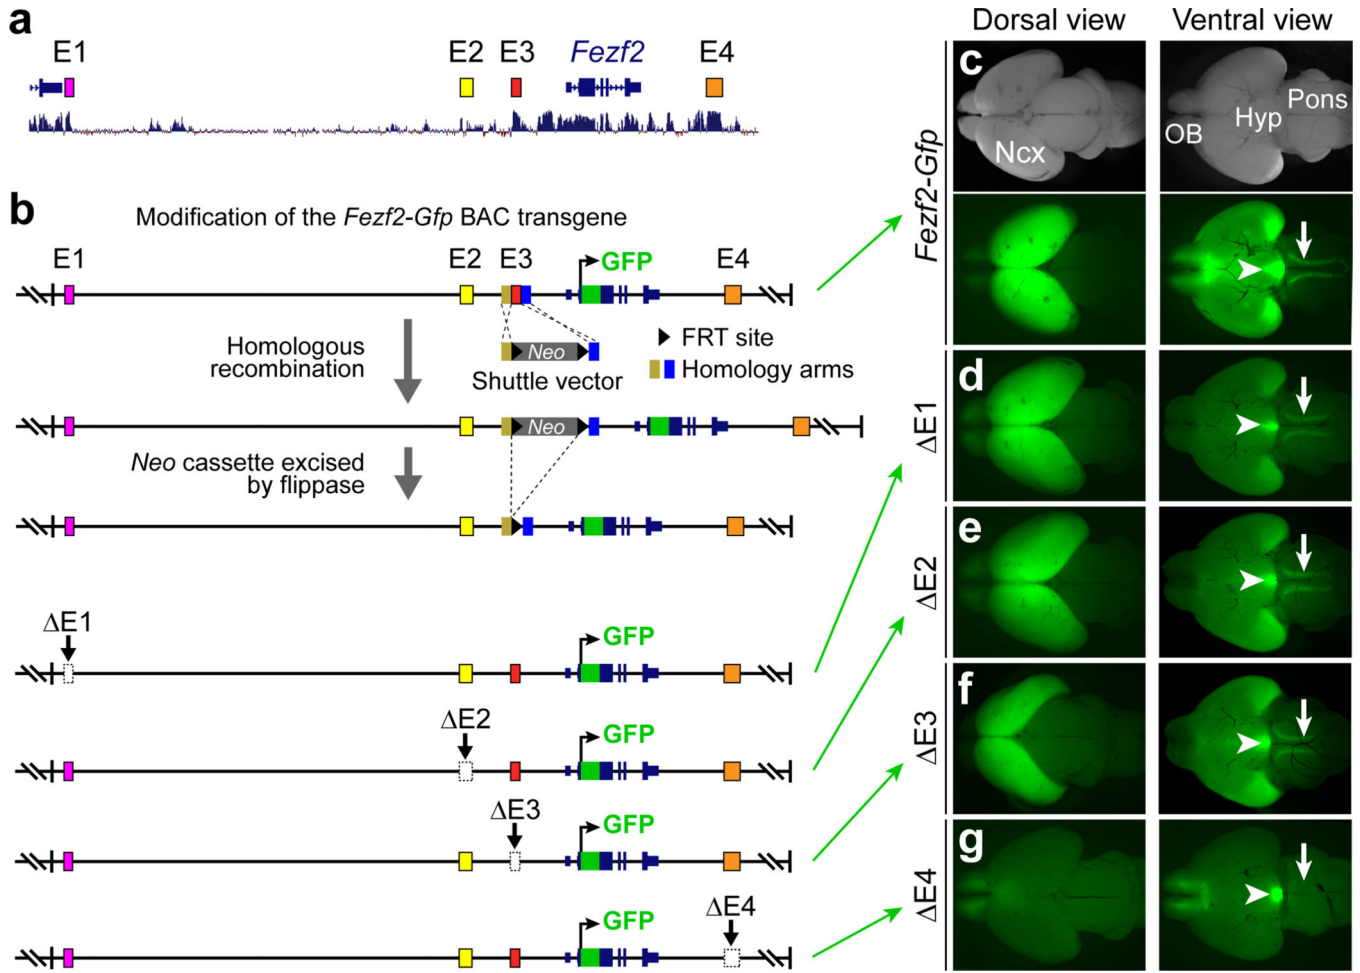 a
E1
E2
E3
Fezf2
E4
b
Modification of the Fezf2-Gfp BAC transgene
E1
E2
E3
GFP
E4
Homologous
recombination
Neo
FRT site
Shuttle vector
Homology arms
Neo
Neo cassette excised
by flippase
ΔE1
GFP
ΔE2
GFP
ΔE3
GFP
ΔE4
GFP
Dorsal view
Ventral view
Fezf2-Gfp
c
Ncx
OB
Hyp
Pons
ΔE1
d
ΔE2
e
ΔE3
f
ΔE4
g